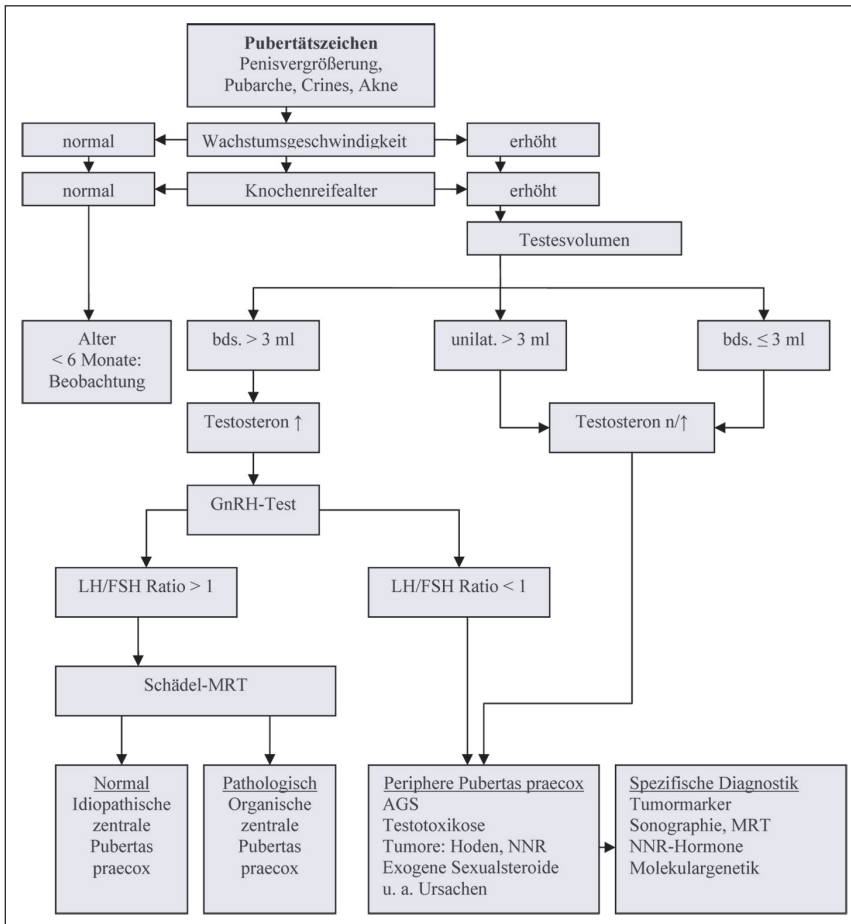 Pubertätszeichen
Penisvergrößerung,
Pubarche, Crines, Akne
normal
Wachstumsgeschwindigkeit
erhöht
normal
Knochenreifealter
erhöht
Testesvolumen
Alter
< 6 Monate:
Beobachtung
bds. > 3 ml
unilat. > 3 ml
bds. ≤ 3 ml
Testosteron ↑
Testosteron n/↑
GnRH-Test
LH/FSH Ratio > 1
LH/FSH Ratio < 1
Schädel-MRT
Normal
Idiopathische
zentrale
Pubertas
praecox
Pathologisch
Organische
zentrale
Pubertas
praecox
Periphere Pubertas praecox
AGS
Testotoxikose
Tumore: Hoden, NNR
Exogene Sexualsteroide
u. a. Ursachen
Spezifische Diagnostik
Tumormarker
Sonographie, MRT
NNR-Hormone
Molekulargenetik